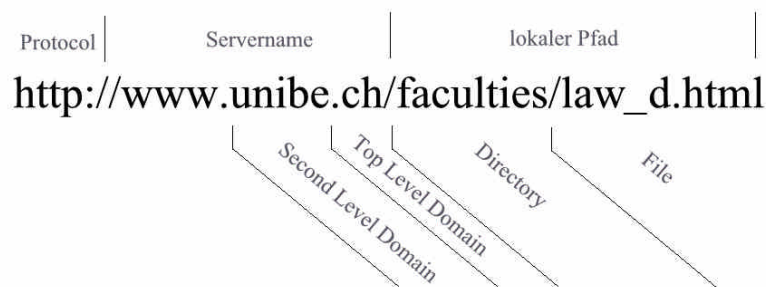 Protocol Servername lokaler Pfad
http://www.unibe.ch/faculties/law_d.html
Second Level Domain
Top Level Domain
Directory
File